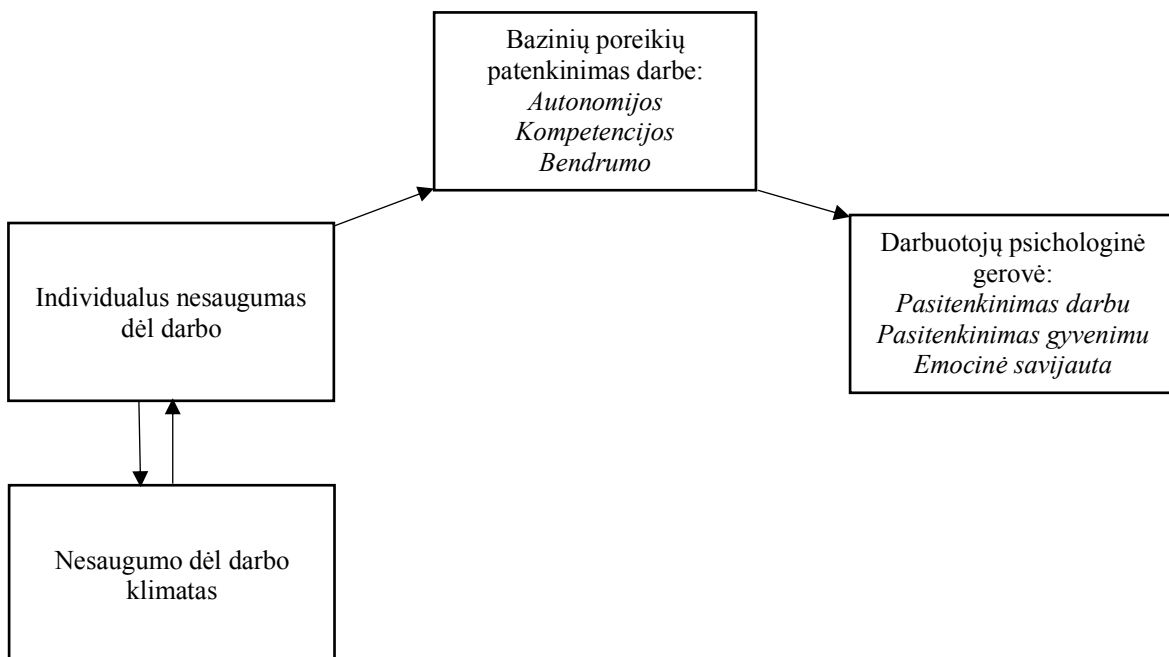 Bazinių poreikių
patenkinimas darbe:
Autonomijos
Kompetencijos
Bendrumo
Darbuotojų psichologinė
gerovė:
Pasitenkinimas darbu
Pasitenkinimas gyvenimu
Emocinė savijauta
Individualus nesaugumas
dėl darbo
Nesaugumo dėl darbo
klimatas